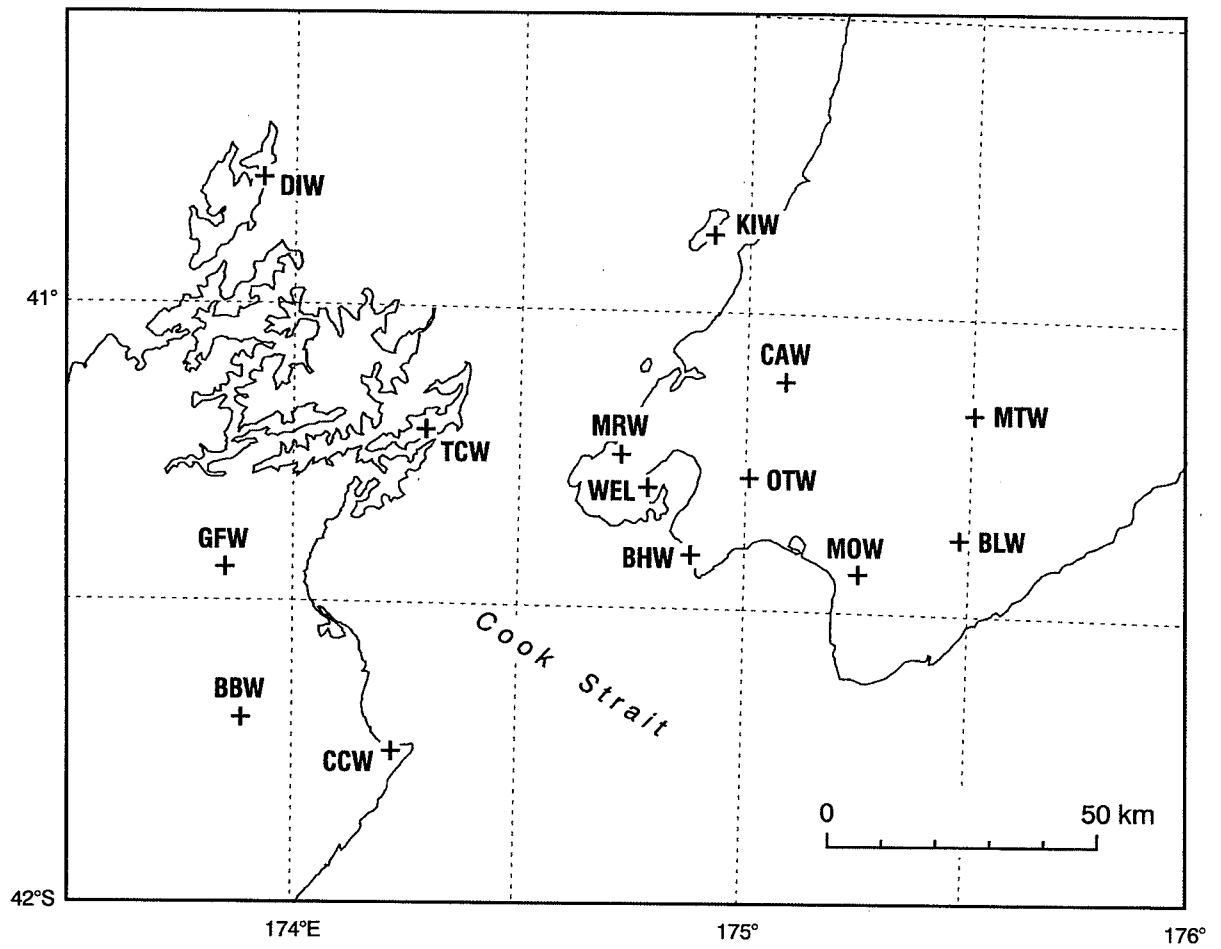 DIW
KIW
41°
CAW
MTW
MRW
TCW
OTW
WEL
GFW
BHW
MOW
BLW
Cook Strait
BBW
CCW
0 50 km
42°S
174°E 175° 176°